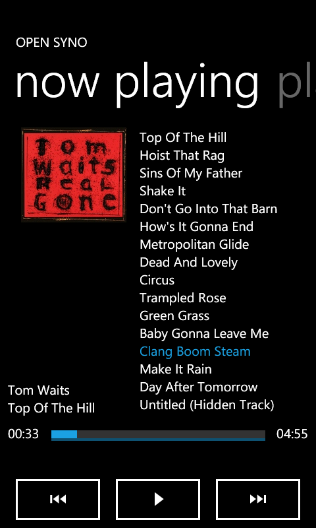 OPEN SYNO
now playing pl
Tom
Waits
Real
Gone
Top Of The Hill
Hoist That Rag
Sins Of My Father
Shake It
Don't Go Into That Barn
How's It Gonna End
Metropolitan Glide
Dead And Lovely
Circus
Trampled Rose
Green Grass
Baby Gonna Leave Me
Clang Boom Steam
Make It Rain
Day After Tomorrow
Untitled (Hidden Track)
Tom Waits
Top Of The Hill
00:33 04:55